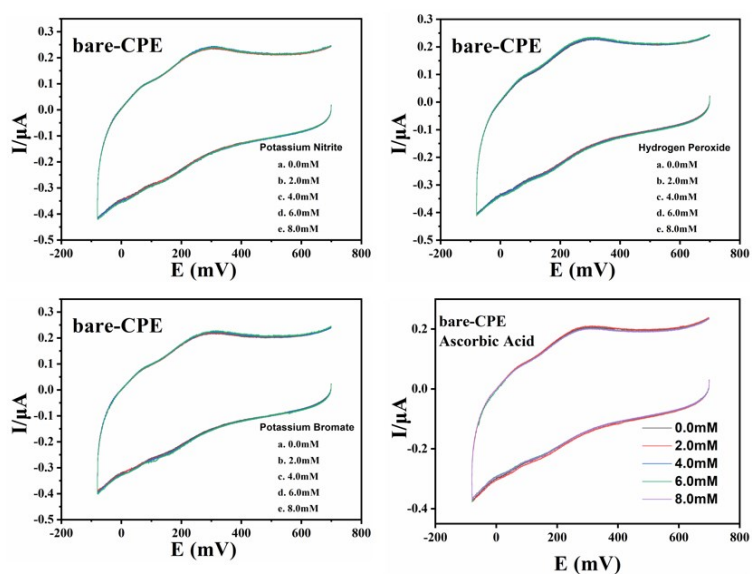 bare-CPE
I/μA
0.3
0.2
0.1
0.0
-0.1
-0.2
-0.3
-0.4
-0.5
Potassium Nitrite
a. 0.0mM
b. 2.0mM
c. 4.0mM
d. 6.0mM
e. 8.0mM
-200 0 200 400 600 800
E (mV)
bare-CPE
I/μA
0.3
0.2
0.1
0.0
-0.1
-0.2
-0.3
-0.4
-0.5
Hydrogen Peroxide
a. 0.0mM
b. 2.0mM
c. 4.0mM
d. 6.0mM
e. 8.0mM
-200 0 200 400 600 800
E (mV)
bare-CPE
I/μA
0.3
0.2
0.1
0.0
-0.1
-0.2
-0.3
-0.4
-0.5
Potassium Bromate
a. 0.0mM
b. 2.0mM
c. 4.0mM
d. 6.0mM
e. 8.0mM
-200 0 200 400 600 800
E (mV)
bare-CPE
Ascorbic Acid
I/μA
0.2
0.0
-0.2
-0.4
0.0mM
2.0mM
4.0mM
6.0mM
8.0mM
-200 0 200 400 600 800
E (mV)